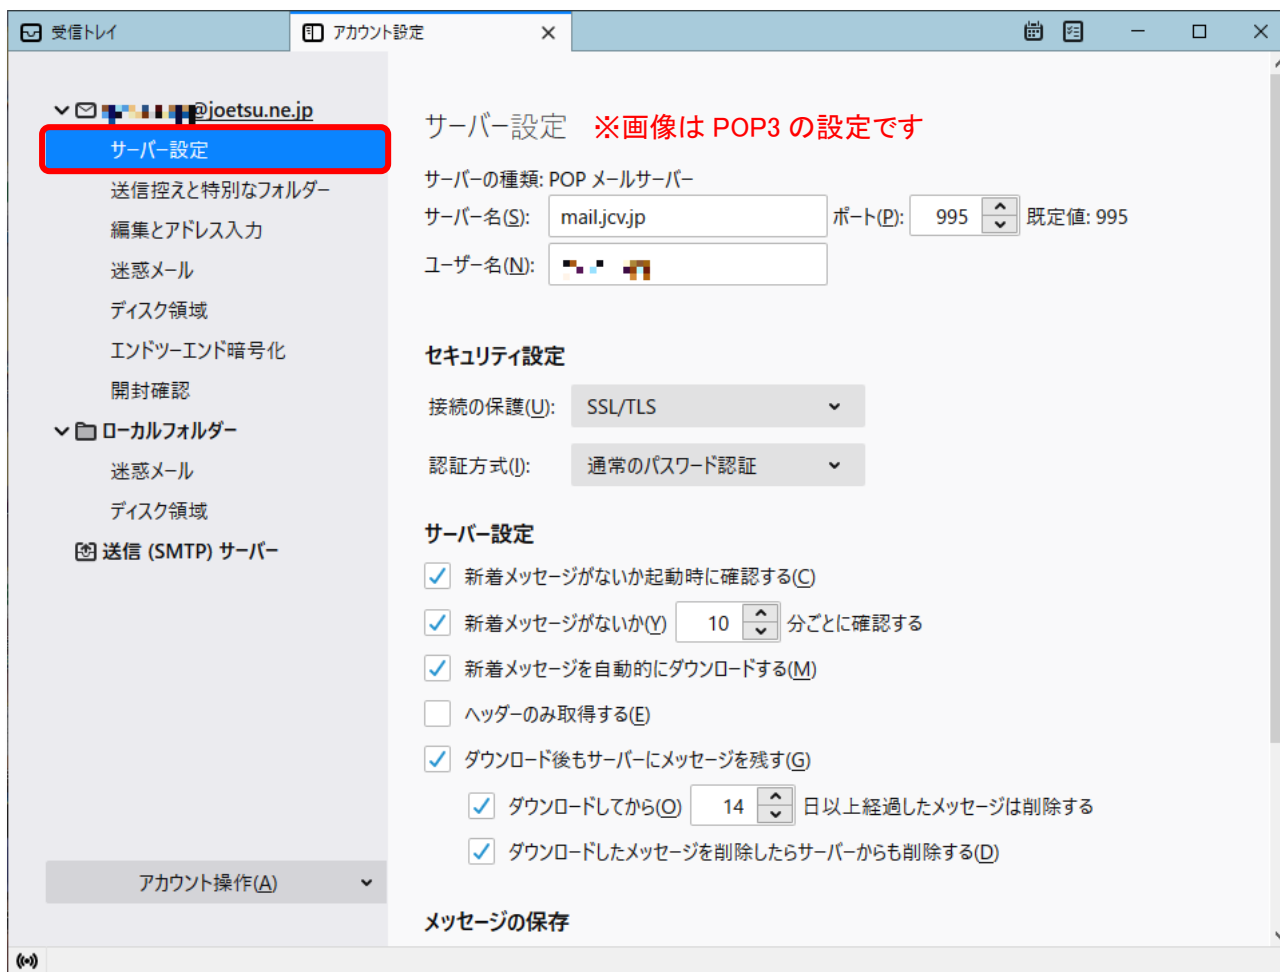 受信トレイ
アカウント設定
@joetsu.ne.jp
サーバー設定
送信控えと特別なフォルダー
編集とアドレス入力
迷惑メール
ディスク領域
エンドツーエンド暗号化
開封確認
ローカルフォルダー
迷惑メール
ディスク領域
送信 (SMTP) サーバー
アカウント操作(A)
サーバー設定 ※画像は POP3 の設定です
サーバーの種類: POP メールサーバー
サーバー名(S): mail.jcv.jp ポート(P): 995 既定値: 995
ユーザー名(N):
セキュリティ設定
接続の保護(U): SSL/TLS
認証方式(I): 通常のパスワード認証
サーバー設定
新着メッセージがないか起動時に確認する(C)
新着メッセージがないか(Y) 10 分ごとに確認する
新着メッセージを自動的にダウンロードする(M)
ヘッダーのみ取得する(E)
ダウンロード後もサーバーにメッセージを残す(G)
ダウンロードしてから(O) 14 日以上経過したメッセージは削除する
ダウンロードしたメッセージを削除したらサーバーからも削除する(D)
メッセージの保存